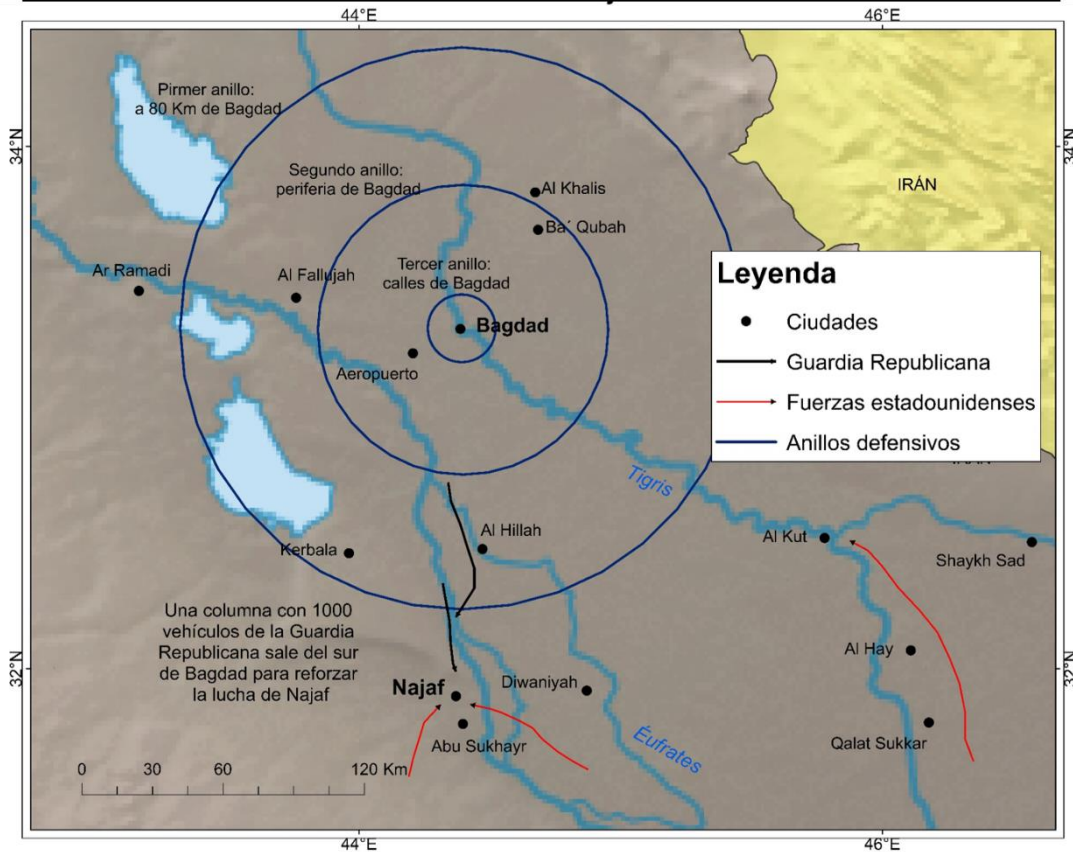 44°E
46°E
34°N
34°N
Pirmer anillo:
a 80 Km de Bagdad
Segundo anillo:
periferia de Bagdad
IRÁN
Al Khalis
Ba´ Qubah
Tercer anillo:
calles de Bagdad
Ar Ramadi
Al Fallujah
Bagdad
Aeropuerto
Leyenda
Ciudades
Guardia Republicana
Fuerzas estadounidenses
Anillos defensivos
Tigris
Al Hillah
Kerbala
Al Kut
Shaykh Sad
Una columna con 1000
vehículos de la Guardia
Republicana sale del sur
de Bagdad para reforzar
la lucha de Najaf
Al Hay
32°N
32°N
Najaf
Diwaniyah
Abu Sukhayr
Qalat Sukkar
Éufrates
0 30 60 120 Km
44°E
46°E